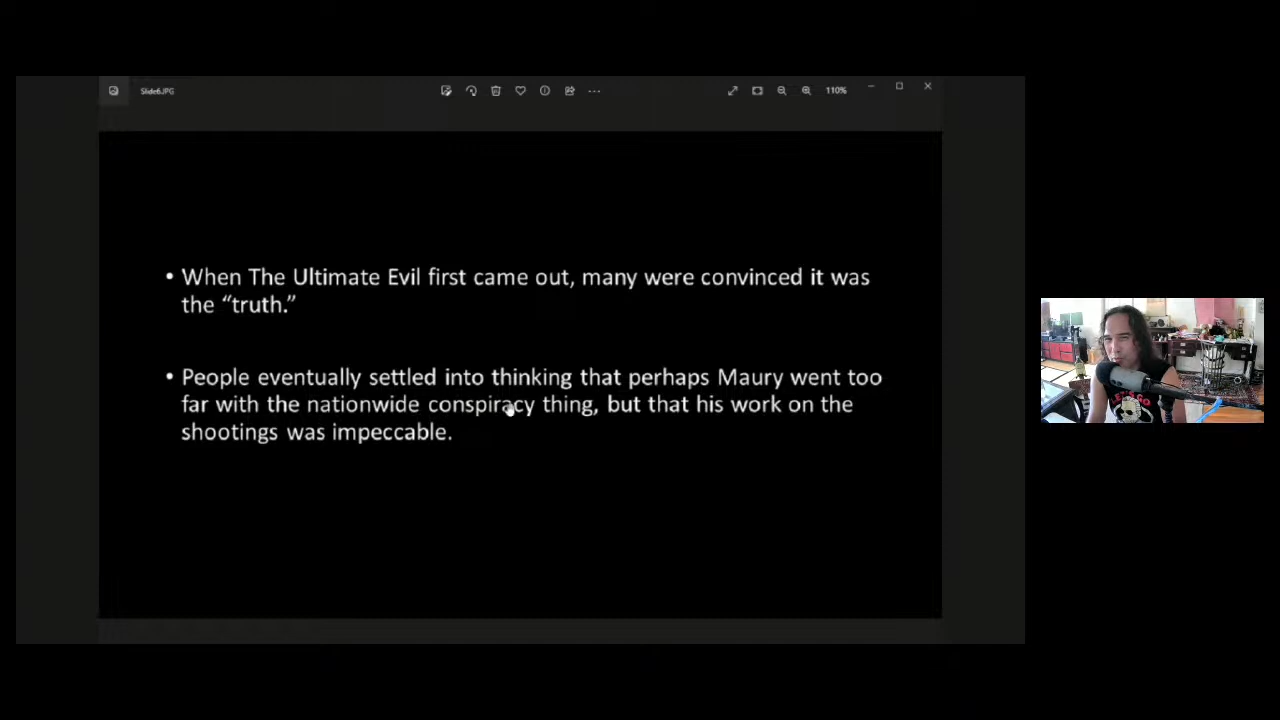 Slide6.JPG
110%
• When The Ultimate Evil first came out, many were convinced it was
the “truth.”
• People eventually settled into thinking that perhaps Maury went too
far with the nationwide conspiracy thing, but that his work on the
shootings was impeccable.